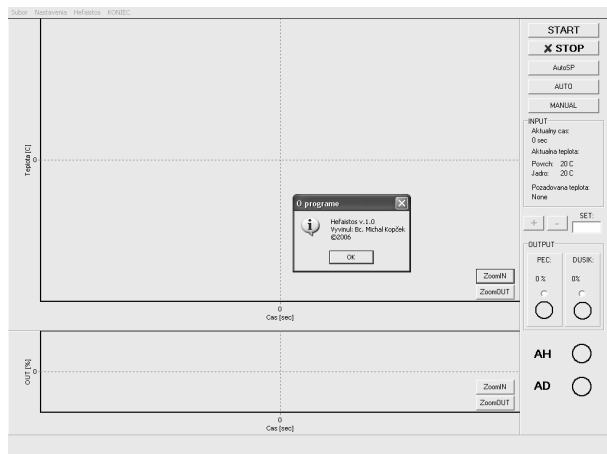 Subor Nastavenia Hefaistos KONIEC
Teplota [C]
0
0
Cas [sec]
ZoomIN
ZoomOUT
O programe
Hefaistos v.1.0
Vyvinul: Bc. Michal Kopček
©2006
OK
OUT [%]
0
0
Cas [sec]
ZoomIN
ZoomOUT
START
✗ STOP
AutoSP
AUTO
MANUAL
INPUT
Aktualny cas:
0 sec
Aktualna teplota:
Povrch: 20 C
Jadro: 20 C
Pozadovana teplota:
None
+ -
SET:
OUTPUT
PEC: DUSIK:
0 % 0%
AH
AD